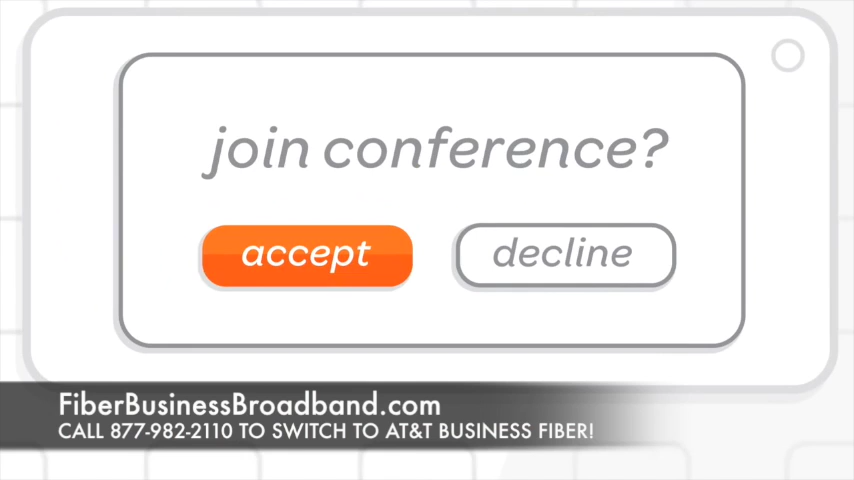 join conference?
accept
decline
FiberBusinessBroadband.com
CALL 877-982-2110 TO SWITCH TO AT&T BUSINESS FIBER!